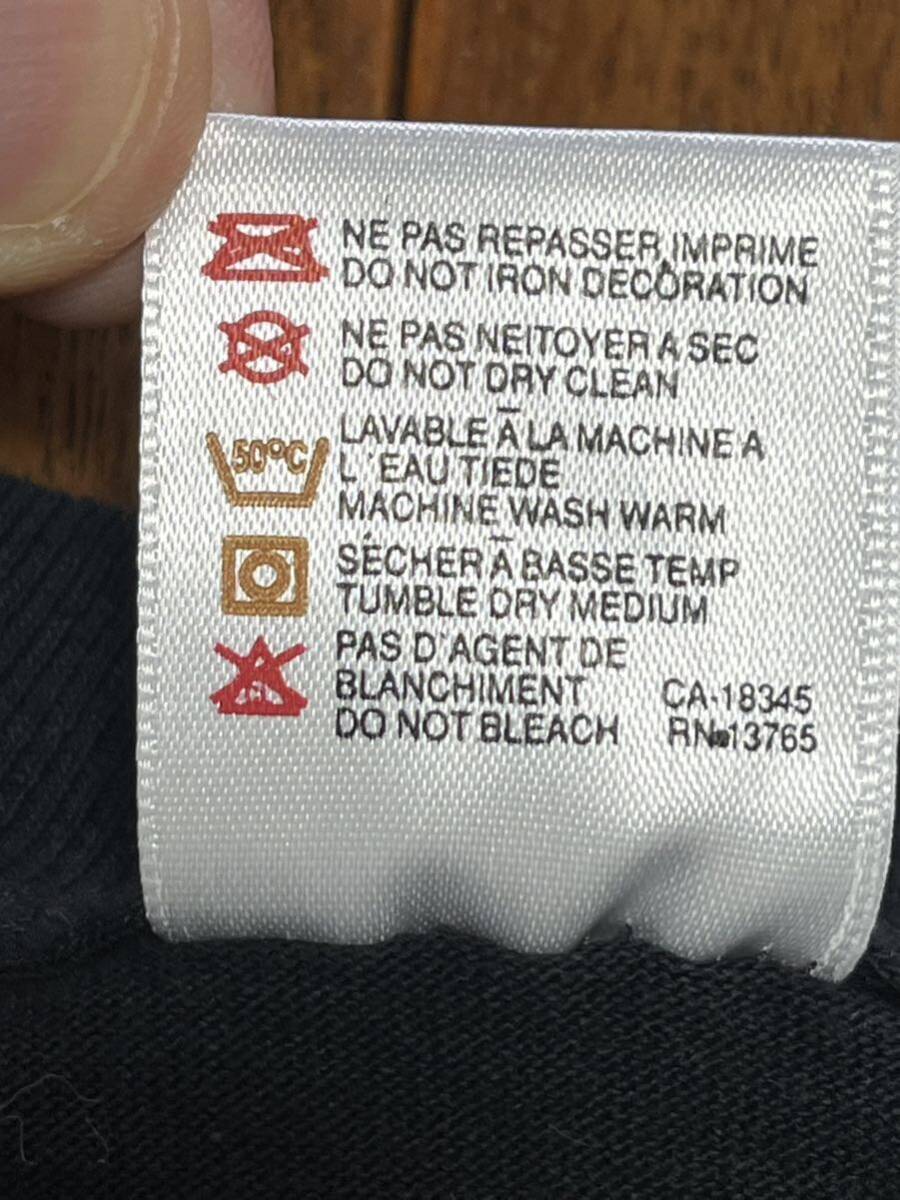 NE PAS REPASSER IMPRIME
DO NOT IRON DECORATION
NE PAS NEITOYER A SEC
DO NOT DRY CLEAN
50°C
LAVABLE À LA MACHINE A
L'EAU TIEDE
MACHINE WASH WARM
SÉCHER À BASSE TEMP
TUMBLE DRY MEDIUM
PAS D'AGENT DE
BLANCHIMENT
DO NOT BLEACH
CA-18345
RN-13765